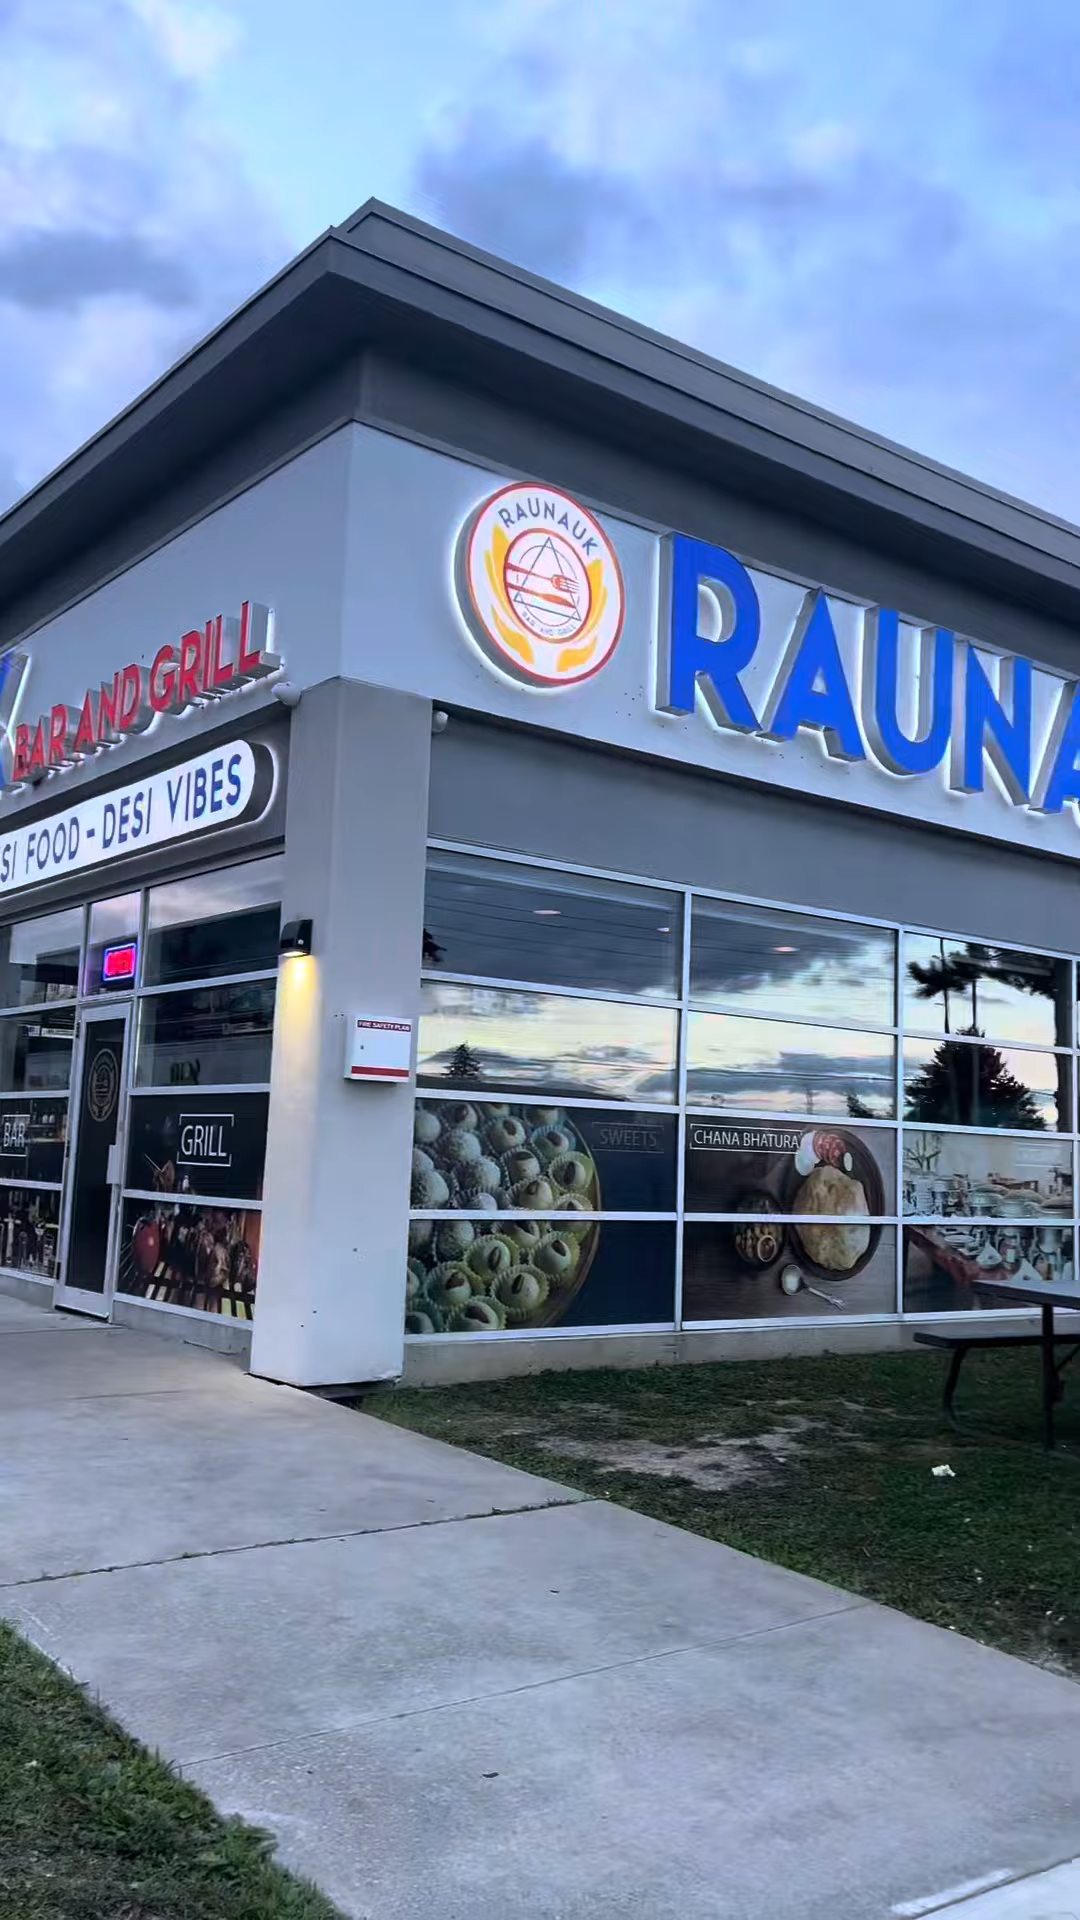 RAUNAUK
BAR AND GRILL
RAUNA
BAR AND GRILL
SI FOOD - DESI VIBES
OPEN
FIRE SAFETY PLAN
BAR
GRILL
SWEETS
CHANA BHATURA